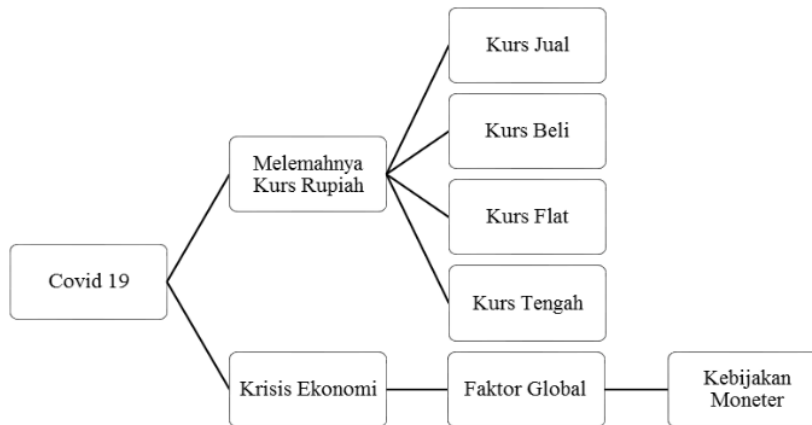 Kurs Jual
Kurs Beli
Melemahnya
Kurs Rupiah
Kurs Flat
Covid 19
Kurs Tengah
Krisis Ekonomi
Faktor Global
Kebijakan
Moneter